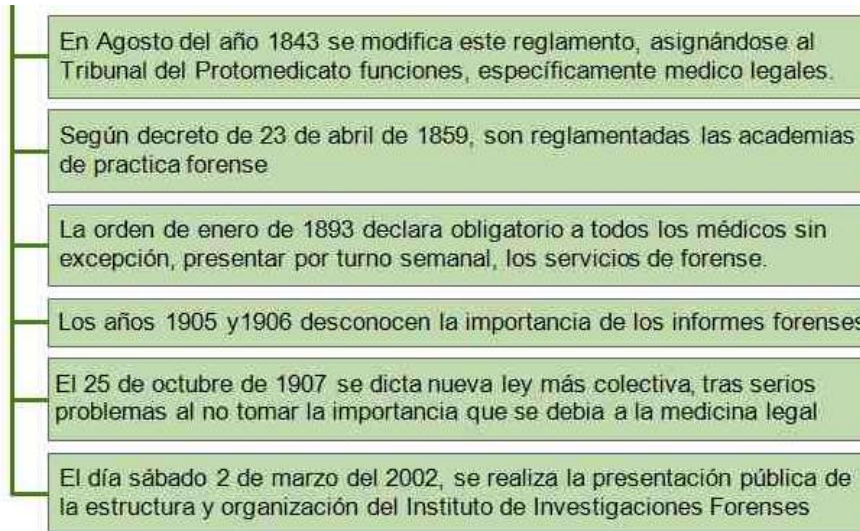 En Agosto del año 1843 se modifica este reglamento, asignándose al
Tribunal del Protomedicato funciones, específicamente medico legales.
Según decreto de 23 de abril de 1859, son reglamentadas las academias
de practica forense
La orden de enero de 1893 declara obligatorio a todos los médicos sin
excepción, presentar por turno semanal, los servicios de forense.
Los años 1905 y1906 desconocen la importancia de los informes forenses
El 25 de octubre de 1907 se dicta nueva ley más colectiva, tras serios
problemas al no tomar la importancia que se debia a la medicina legal
El día sábado 2 de marzo del 2002, se realiza la presentación pública de
la estructura y organización del Instituto de Investigaciones Forenses